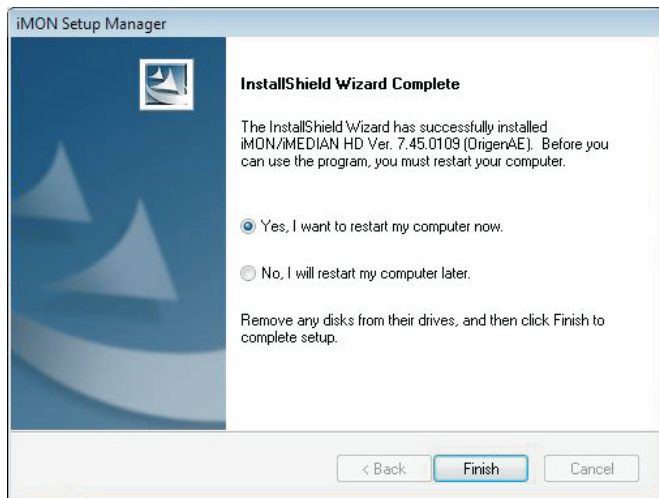 iMON Setup Manager
InstallShield Wizard Complete
The InstallShield Wizard has successfully installed
iMON/iMEDIAN HD Ver. 7.45.0109 (OrigenAE). Before you
can use the program, you must restart your computer.
Yes, I want to restart my computer now.
No, I will restart my computer later.
Remove any disks from their drives, and then click Finish to
complete setup.
< Back Finish Cancel